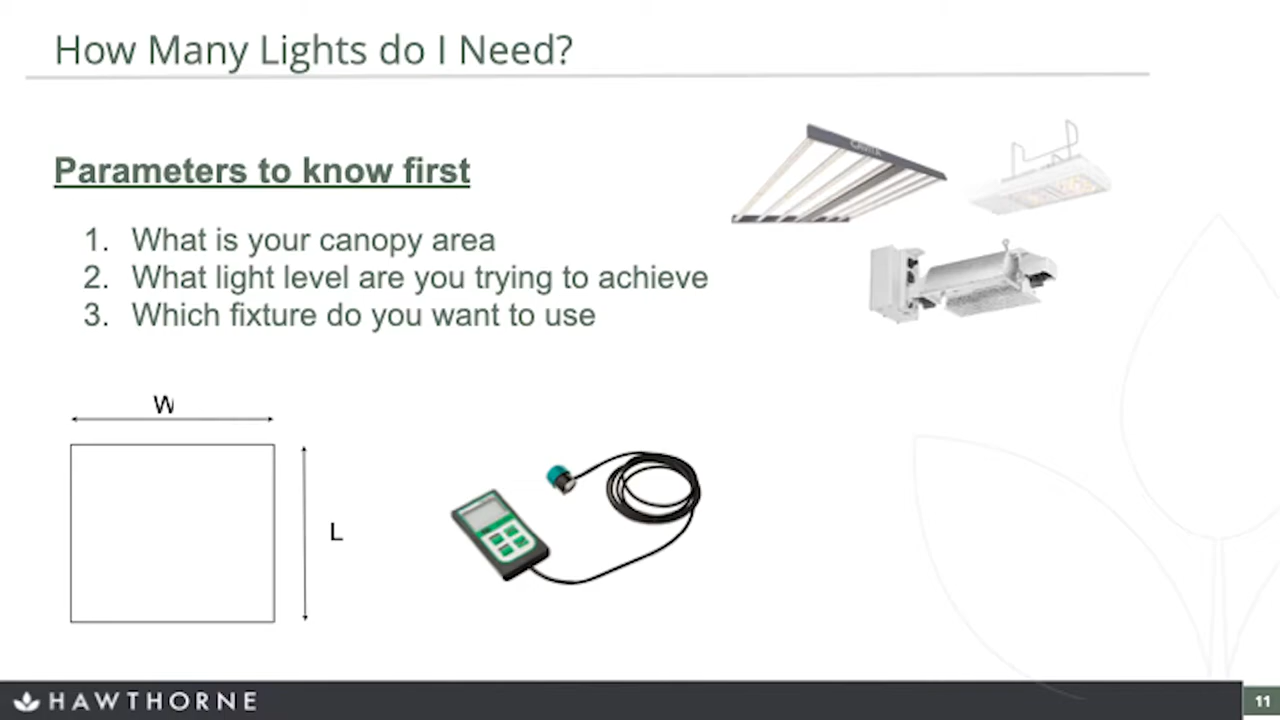 How Many Lights do I Need?
Parameters to know first
1. What is your canopy area
2. What light level are you trying to achieve
3. Which fixture do you want to use
W
L
HAWTHORNE
11